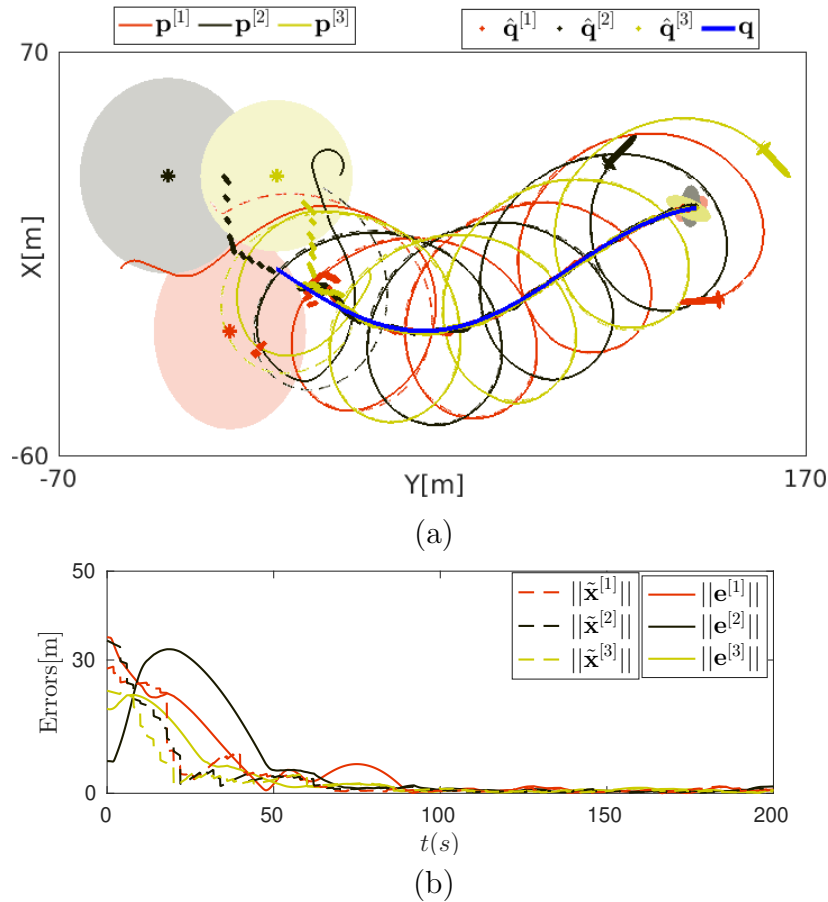 p^[1] p^[2] p^[3] q̂^[1] q̂^[2] q̂^[3] q
70
X[m]
-60
-70 Y[m] 170
(a)
50
||x̃^[1]|| ||e^[1]||
||x̃^[2]|| ||e^[2]||
||x̃^[3]|| ||e^[3]||
30
Errors[m]
0
0 50 100 150 200
t(s)
(b)